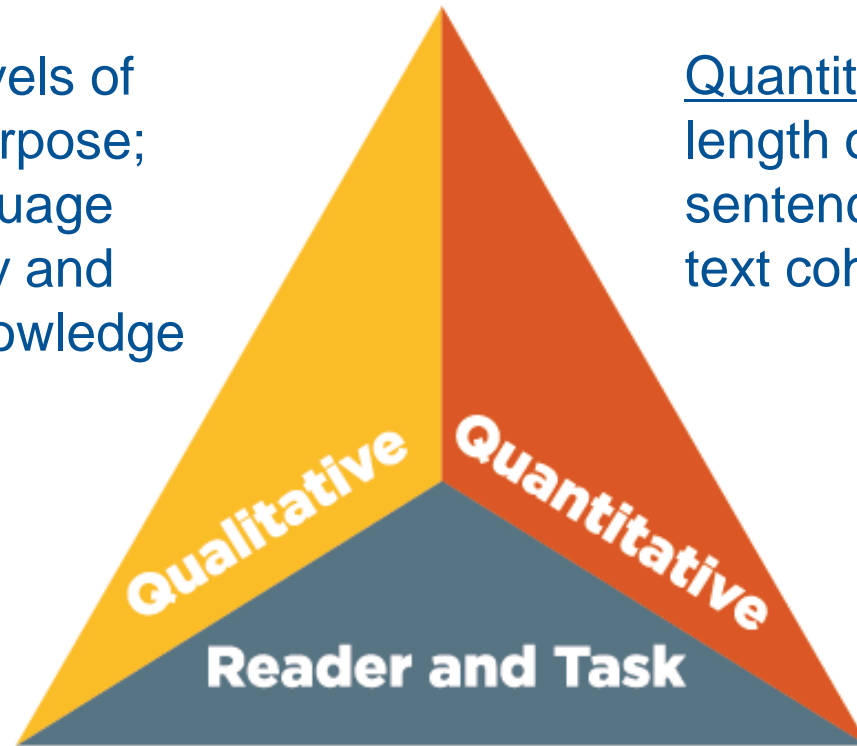 vels of
rpose;
uage
y and
owledge
Quantit
length o
sentenc
text coh
Qualitative
Quantitative
Reader and Task